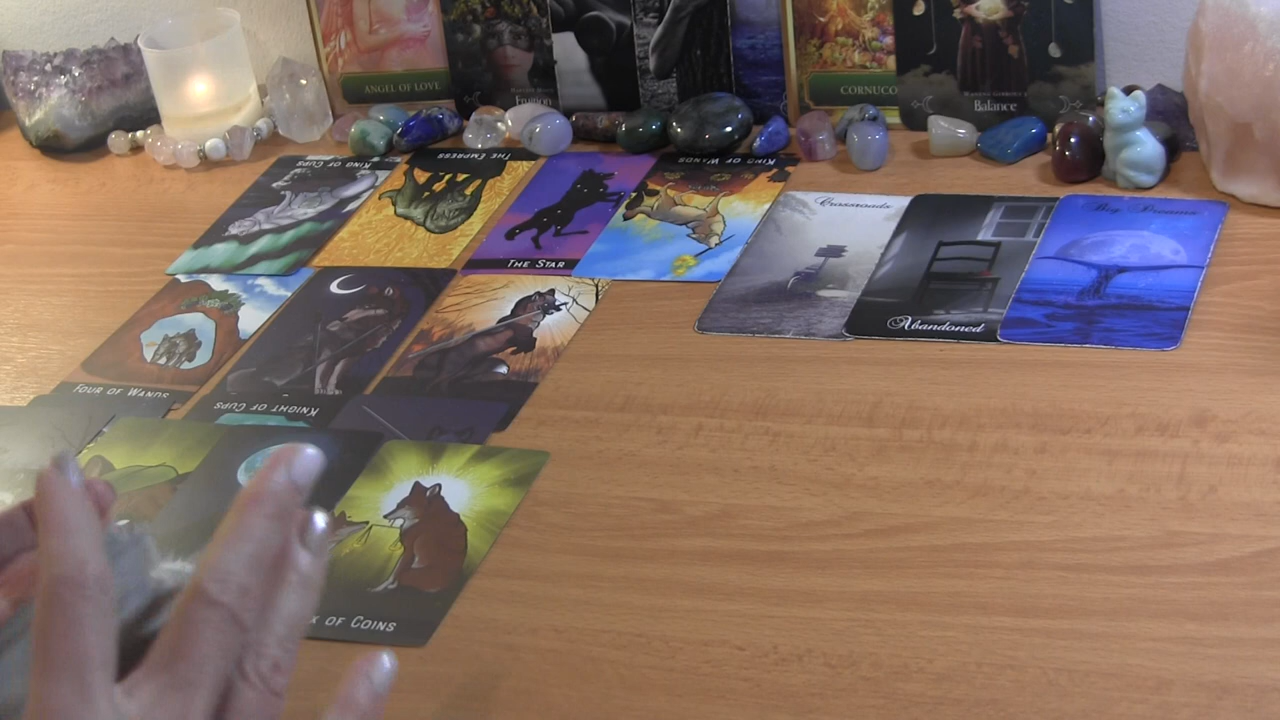 ANGEL OF LOVE
Fruition
CORNUCO
Balance
KING OF CUPS
THE EMPRESS
THE STAR
KING OF WANDS
Crossroads
Abandoned
Big Dreams
FOUR OF WANDS
KNIGHT OF CUPS
X OF COINS